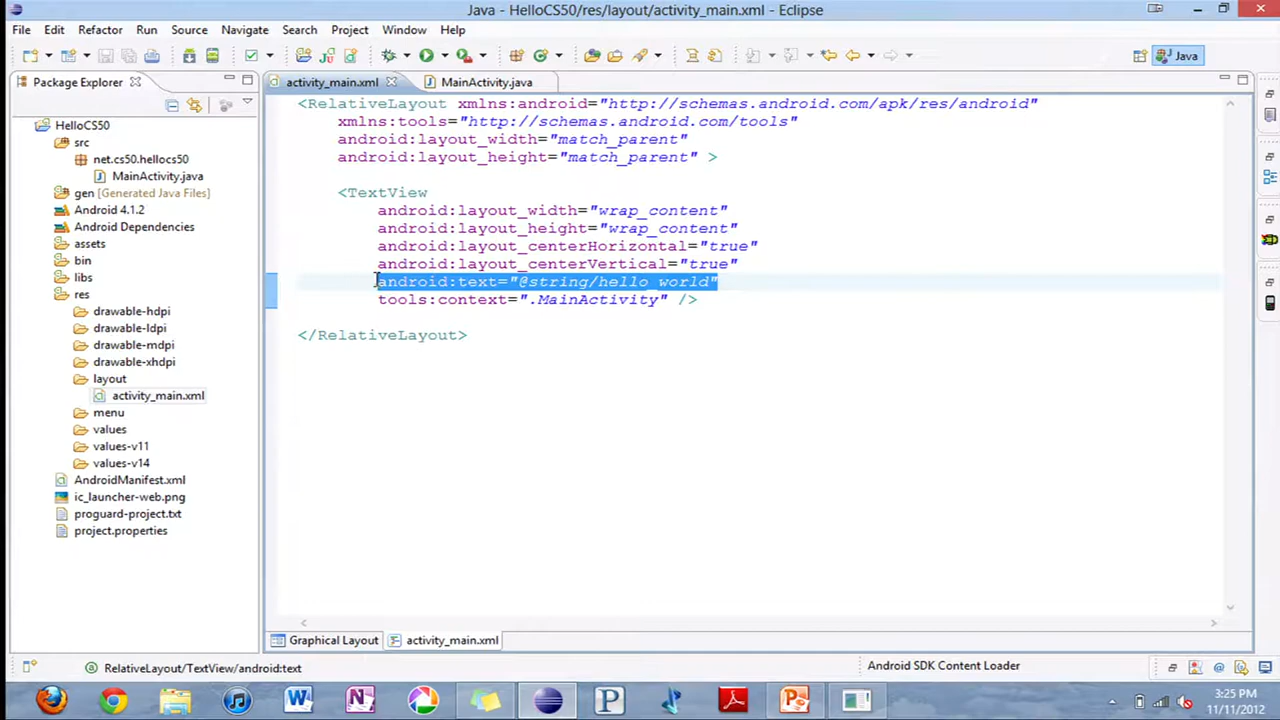 Java - HelloCS50/res/layout/activity_main.xml - Eclipse
File Edit Refactor Run Source Navigate Search Project Window Help
Java
Package Explorer
activity_main.xml
MainActivity.java
HelloCS50
src
net.cs50.hellocs50
MainActivity.java
gen [Generated Java Files]
Android 4.1.2
Android Dependencies
assets
bin
libs
res
drawable-hdpi
drawable-ldpi
drawable-mdpi
drawable-xhdpi
layout
activity_main.xml
menu
values
values-v11
values-v14
AndroidManifest.xml
ic_launcher-web.png
proguard-project.txt
project.properties
<RelativeLayout xmlns:android="http://schemas.android.com/apk/res/android"
xmlns:tools="http://schemas.android.com/tools"
android:layout_width="match_parent"
android:layout_height="match_parent" >
<TextView
android:layout_width="wrap_content"
android:layout_height="wrap_content"
android:layout_centerHorizontal="true"
android:layout_centerVertical="true"
android:text="@string/hello_world"
tools:context=".MainActivity" />
</RelativeLayout>
Graphical Layout
activity_main.xml
RelativeLayout/TextView/android:text
Android SDK Content Loader
3:25 PM
11/11/2012